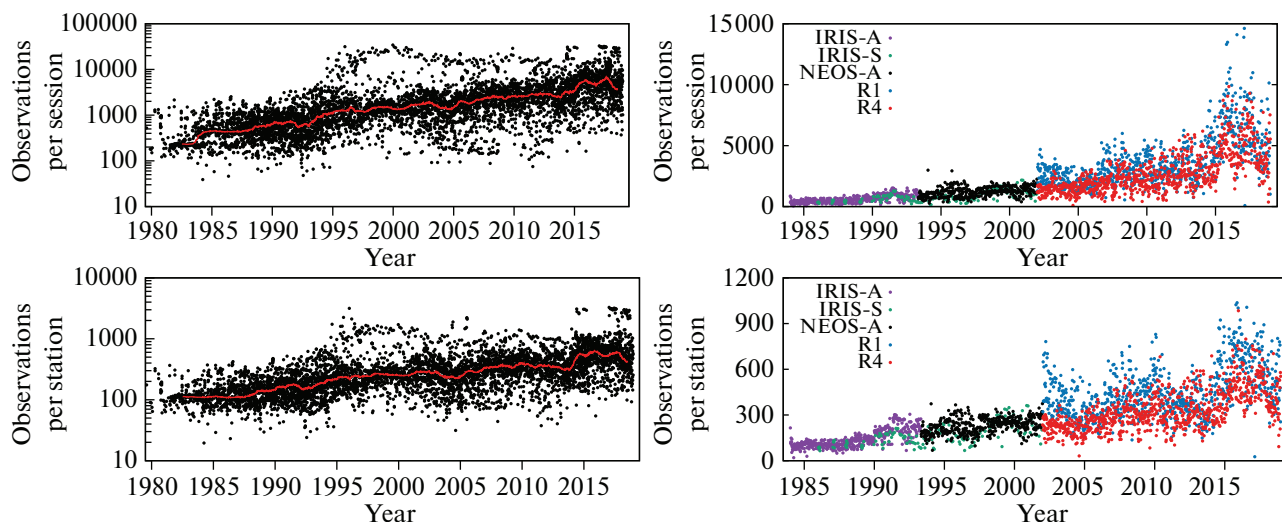 Observations
per session
100000
10000
1000
100
10
1980 1985 1990 1995 2000 2005 2010 2015
Year
Observations
per session
15000
10000
5000
0
IRIS-A
IRIS-S
NEOS-A
R1
R4
1985 1990 1995 2000 2005 2010 2015
Year
Observations
per station
10000
1000
100
10
1980 1985 1990 1995 2000 2005 2010 2015
Year
Observations
per station
1200
900
600
300
0
IRIS-A
IRIS-S
NEOS-A
R1
R4
1985 1990 1995 2000 2005 2010 2015
Year